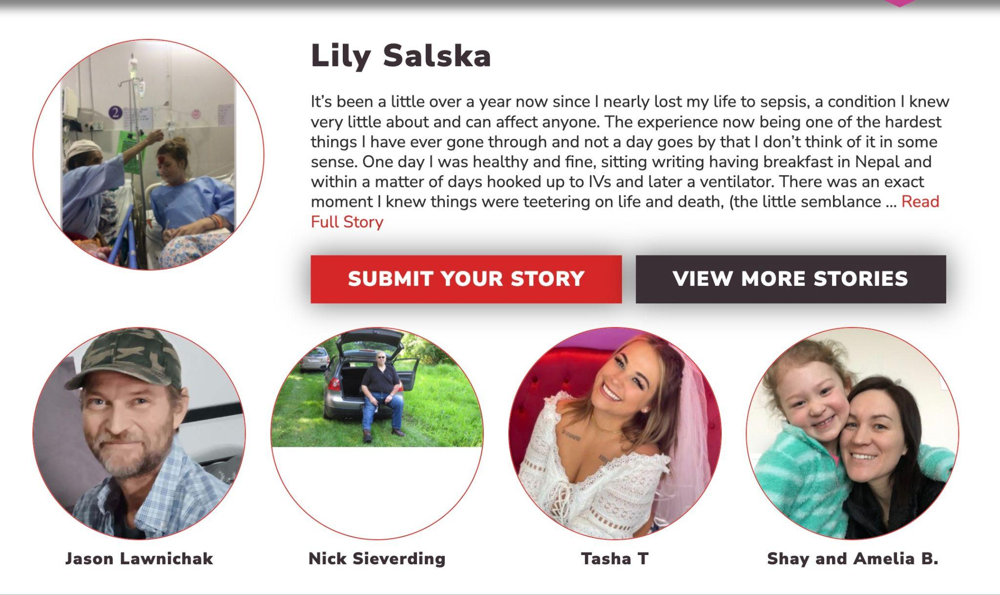 Lily Salska
It’s been a little over a year now since I nearly lost my life to sepsis, a condition I knew
very little about and can affect anyone. The experience now being one of the hardest
things I have ever gone through and not a day goes by that I don’t think of it in some
sense. One day I was healthy and fine, sitting writing having breakfast in Nepal and
within a matter of days hooked up to IVs and later a ventilator. There was an exact
moment I knew things were teetering on life and death, (the little semblance ... Read
Full Story
SUBMIT YOUR STORY
VIEW MORE STORIES
2
Jason Lawnichak
Nick Sieverding
Tasha T
Shay and Amelia B.